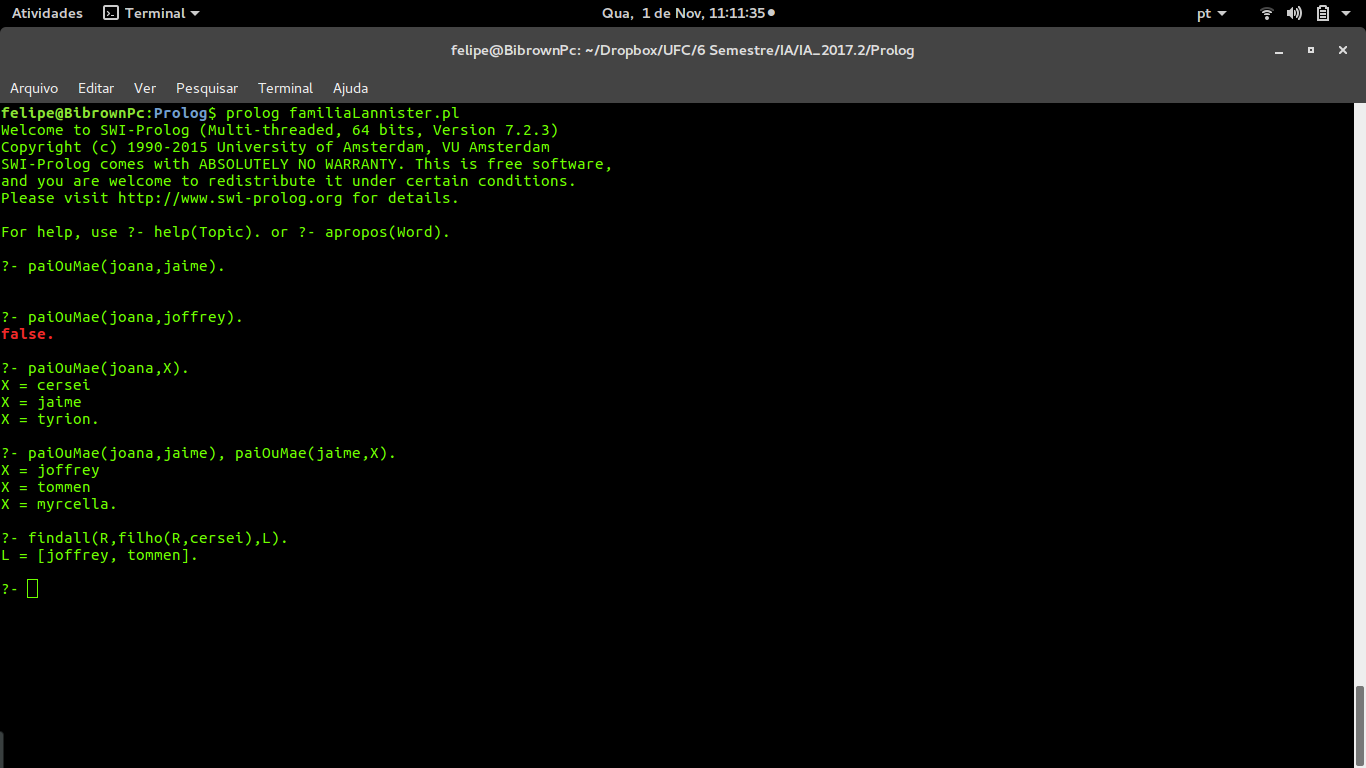 Atividades Terminal Qua, 1 de Nov, 11:11:35 pt
felipe@BibrownPc: ~/Dropbox/UFC/6 Semestre/IA/IA_2017.2/Prolog
Arquivo Editar Ver Pesquisar Terminal Ajuda
felipe@BibrownPc:Prolog$ prolog familiaLannister.pl
Welcome to SWI-Prolog (Multi-threaded, 64 bits, Version 7.2.3)
Copyright (c) 1990-2015 University of Amsterdam, VU Amsterdam
SWI-Prolog comes with ABSOLUTELY NO WARRANTY. This is free software,
and you are welcome to redistribute it under certain conditions.
Please visit http://www.swi-prolog.org for details.
For help, use ?- help(Topic). or ?- apropos(Word).
?- paiOuMae(joana,jaime).
?- paiOuMae(joana,joffrey).
false.
?- paiOuMae(joana,X).
X = cersei
X = jaime
X = tyrion.
?- paiOuMae(joana,jaime), paiOuMae(jaime,X).
X = joffrey
X = tommen
X = myrcella.
?- findall(R,filho(R,cersei),L).
L = [joffrey, tommen].
?-